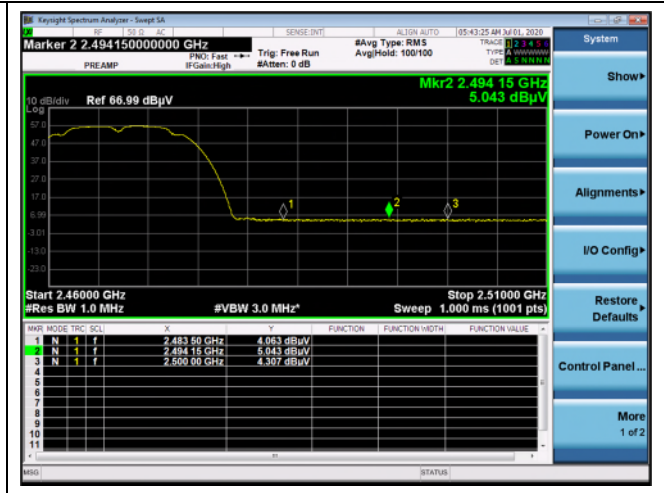 Keysight Spectrum Analyzer - Swept SA
RF 50 Ω AC SENSE:INT ALIGN AUTO 05:43:25 AM Jul 01, 2020
Marker 2 2.494150000000 GHz
PREAMP
PNO: Fast
IFGain:High
Trig: Free Run
#Atten: 0 dB
#Avg Type: RMS
Avg|Hold: 100/100
TRACE 1 2 3 4 5 6
TYPE A WWWWW
DET A S N N N N
Mkr2 2.494 15 GHz
5.043 dBµV
10 dB/div Ref 66.99 dBµV
Log
57.0
47.0
37.0
27.0
17.0
6.99
-3.01
-13.0
-23.0
1
2
3
Start 2.46000 GHz Stop 2.51000 GHz
#Res BW 1.0 MHz #VBW 3.0 MHz* Sweep 1.000 ms (1001 pts)
MKR MODE TRC SCL X Y FUNCTION FUNCTION WIDTH FUNCTION VALUE
1 N 1 f 2.483 50 GHz 4.063 dBµV
2 N 1 f 2.494 15 GHz 5.043 dBµV
3 N 1 f 2.500 00 GHz 4.307 dBµV
4
5
6
7
8
9
10
11
MSG STATUS
System
Show
Power On
Alignments
I/O Config
Restore
Defaults
Control Panel...
More
1 of 2